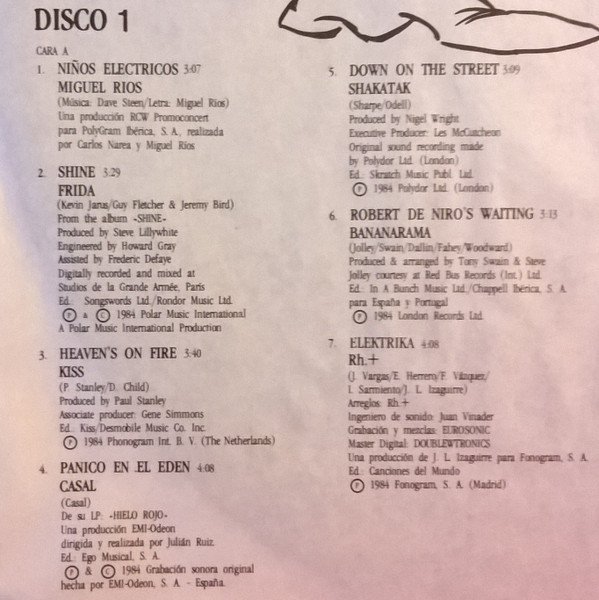 DISCO 1
CARA A
1. NIÑOS ELECTRICOS 3:07
MIGUEL RIOS
(Música: Dave Steen/Letra: Miguel Ríos)
Una producción RCW Promoconcert
para PolyGram Ibérica, S. A., realizada
por Carlos Narea y Miguel Ríos
2. SHINE 3:29
FRIDA
(Kevin Jarvis/Guy Fletcher & Jeremy Bird)
From the album «SHINE»
Produced by Steve Lillywhite
Engineered by Howard Gray
Assisted by Frederic Defaye
Digitally recorded and mixed at
Studios de la Grande Armée, Paris
Ed.: Songswords Ltd./Rondor Music Ltd.
Ⓟ & Ⓒ 1984 Polar Music International
A Polar Music International Production
3. HEAVEN'S ON FIRE 3:40
KISS
(P. Stanley/D. Child)
Produced by Paul Stanley
Associate producer: Gene Simmons
Ed.: Kiss/Desmobile Music Co. Inc.
Ⓟ 1984 Phonogram Int. B. V. (The Netherlands)
4. PANICO EN EL EDEN 4:08
CASAL
(Casal)
De su LP: «HIELO ROJO»
Una producción EMI-Odeon
dirigida y realizada por Julián Ruiz.
Ed.: Ego Musical, S. A.
Ⓟ & Ⓒ 1984 Grabación sonora original
hecha por EMI-Odeon, S. A. - España.
5. DOWN ON THE STREET 3:09
SHAKATAK
(Sharpe/Odell)
Produced by Nigel Wright
Executive Producer: Les McCutcheon
Original sound recording made
by Polydor Ltd. (London)
Ed.: Skratch Music Publ. Ltd.
Ⓟ 1984 Polydor Ltd. (London)
6. ROBERT DE NIRO'S WAITING 3:13
BANANARAMA
(Jolley/Swain/Dallin/Fahey/Woodward)
Produced & arranged by Tony Swain & Steve
Jolley courtesy at Red Bus Records (Int.) Ltd.
Ed.: In A Bunch Music Ltd./Chappell Ibérica, S. A.
para España y Portugal
Ⓟ 1984 London Records Ltd.
7. ELEKTRIKA 4:08
Rh.+
(J. Vargas/E. Herrero/F. Vázquez/
I. Sarmiento/J. L. Izaguirre)
Arreglos: Rh.+
Ingeniero de sonido: Juan Vinader
Grabación y mezclas: EUROSONIC
Master Digital: DOUBLEWTRONICS
Una producción de J. L. Izaguirre para Fonogram, S. A.
Ed.: Canciones del Mundo
Ⓟ 1984 Fonogram, S. A. (Madrid)